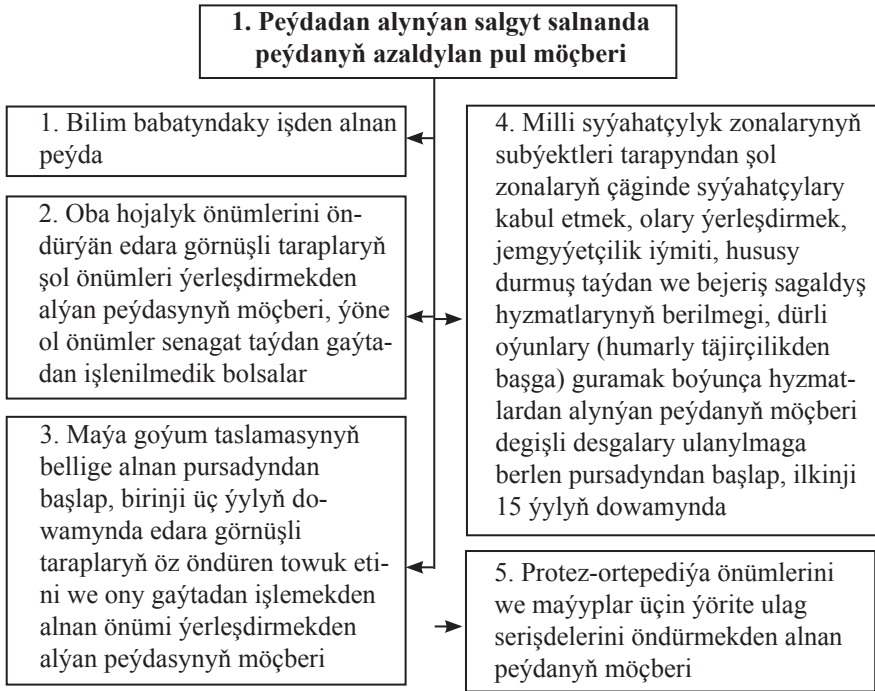 1. Peýdadan alynýan salgyt salnanda
peýdanyň azaldylan pul möçberi
1. Bilim babatyndaky işden alnan
peýda
2. Oba hojalyk önümlerini ön-
dürýän edara görnüşli taraplaryň
şol önümleri ýerleşdirmekden
alýan peýdasynyň möçberi, ýöne
ol önümler senagat taýdan gaýta-
dan işlenilmedik bolsalar
3. Maýa goýum taslamasynyň
bellige alnan pursadyndan
başlap, birinji üç ýylyň do-
wamynda edara görnüşli
taraplaryň öz öndüren towuk eti-
ni we ony gaýtadan işlemekden
alnan önümi ýerleşdirmekden
alýan peýdasynyň möçberi
4. Milli syýahatçylyk zonalarynyň
subýektleri tarapyndan şol
zonalaryň çäginde syýahatçylary
kabul etmek, olary ýerleşdirmek,
jemgyýetçilik iýmiti, hususy
durmuş taýdan we bejeriş sagaldyş
hyzmatlarynyň berilmegi, dürli
oýunlary (humarly täjirçilikden
başga) guramak boýunça hyzmat-
lardan alynýan peýdanyň möçberi
degişli desgalary ulanylmaga
berlen pursadyndan başlap, ilkinji
15 ýylyň dowamynda
5. Protez-ortepediýa önümlerini
we maýyplar üçin ýörite ulag
serişdelerini öndürmekden alnan
peýdanyň möçberi